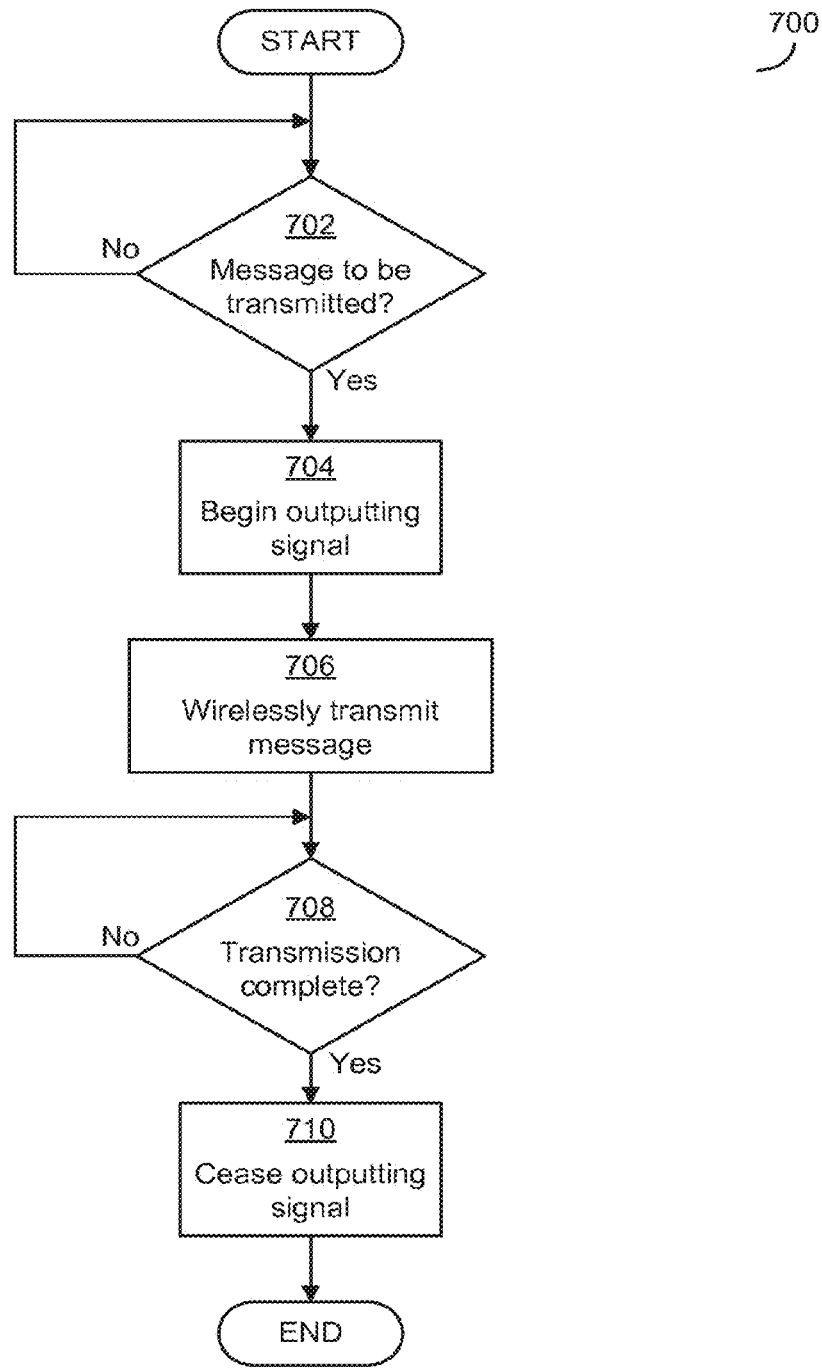 700
START
702
No
Message to be
transmitted?
Yes
704
Begin outputting
signal
706
Wirelessly transmit
message
708
No
Transmission
complete?
Yes
710
Cease outputting
signal
END